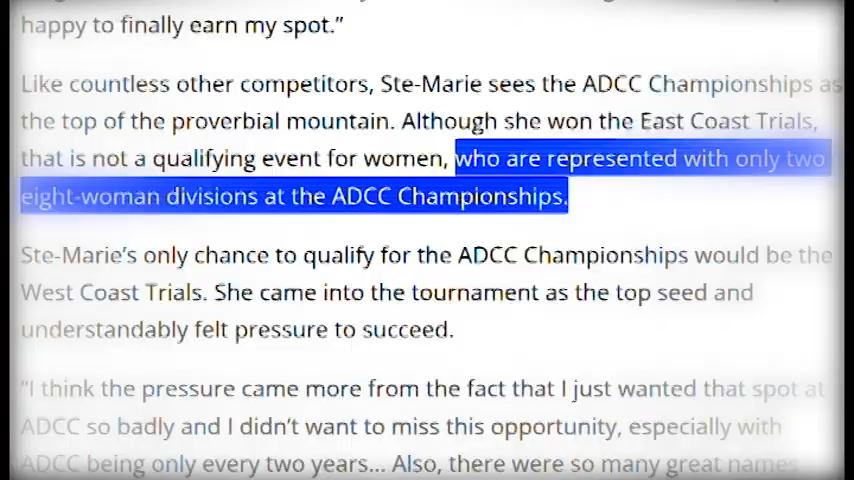 happy to finally earn my spot.”
Like countless other competitors, Ste-Marie sees the ADCC Championships as
the top of the proverbial mountain. Although she won the East Coast Trials,
that is not a qualifying event for women, who are represented with only two
eight-woman divisions at the ADCC Championships.
Ste-Marie’s only chance to qualify for the ADCC Championships would be the
West Coast Trials. She came into the tournament as the top seed and
understandably felt pressure to succeed.
“I think the pressure came more from the fact that I just wanted that spot at
ADCC so badly and I didn’t want to miss this opportunity, especially with
ADCC being only every two years... Also, there were so many great names